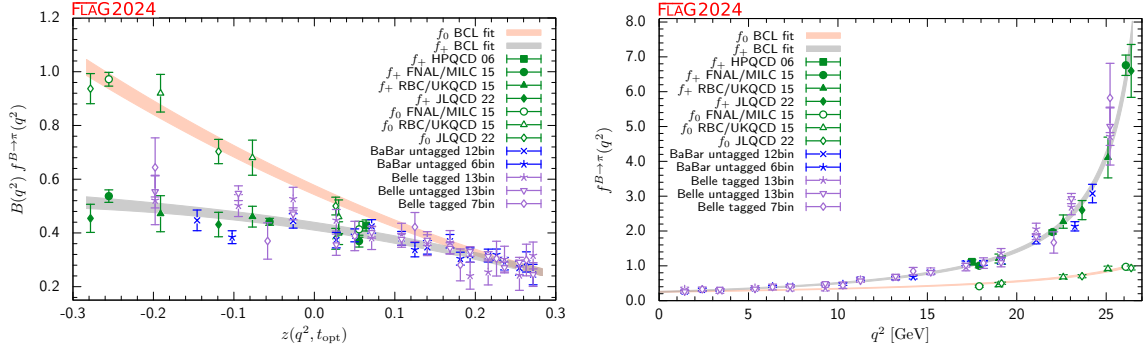 FLAG2024
B(q²) f^{B→π}(q²)
1.2
1.0
0.8
0.6
0.4
0.2
0.0
f₀ BCL fit
f₊ BCL fit
f₊ HPQCD 06
f₊ FNAL/MILC 15
f₊ RBC/UKQCD 15
f₊ JLQCD 22
f₀ FNAL/MILC 15
f₀ RBC/UKQCD 15
f₀ JLQCD 22
BaBar untagged 12bin
BaBar untagged 6bin
Belle tagged 13bin
Belle untagged 13bin
Belle tagged 7bin
-0.3 -0.2 -0.1 0.0 0.1 0.2 0.3
z(q², t_opt)
FLAG2024
f^{B→π}(q²)
8.0
7.0
6.0
5.0
4.0
3.0
2.0
1.0
0.0
f₀ BCL fit
f₊ BCL fit
f₊ HPQCD 06
f₊ FNAL/MILC 15
f₊ RBC/UKQCD 15
f₊ JLQCD 22
f₀ FNAL/MILC 15
f₀ RBC/UKQCD 15
f₀ JLQCD 22
BaBar untagged 12bin
BaBar untagged 6bin
Belle tagged 13bin
Belle untagged 13bin
Belle tagged 7bin
0 5 10 15 20 25
q² [GeV]